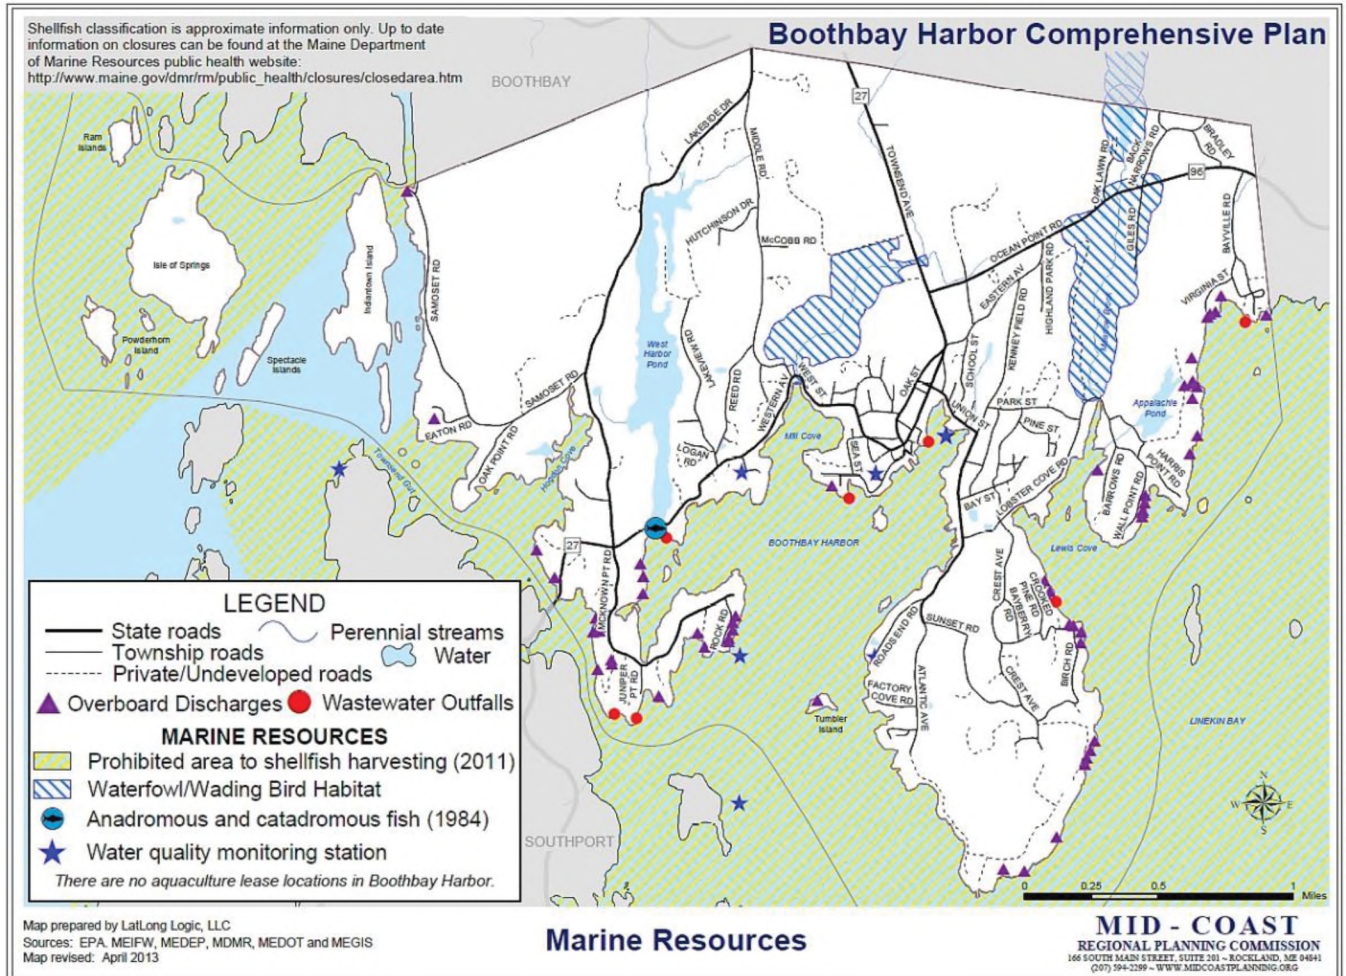 Shellfish classification is approximate information only. Up to date
information on closures can be found at the Maine Department
of Marine Resources public health website:
http://www.maine.gov/dmr/rm/public_health/closures/closedarea.htm
Boothbay Harbor Comprehensive Plan
BOOTHBAY
27
96
Ram
Islands
LAKESIDE DR
MIDDLE RD
TOWNSEND AVE
OAK LAWN RD
BACK
NARROWS RD
BRADLEY
RD
Isle of Springs
Indiantown Island
SAMOSET RD
HUTCHINSON DR
McCOBB RD
OCEAN POINT RD
GILES RD
BAYVILLE RD
EASTERN AV
HIGHLAND PARK RD
VIRGINIA ST
Powderhorn
Island
Spectacle
Islands
West
Harbor
Pond
LAKEVIEW RD
REED RD
WESTERN AV
WEST ST
OAK ST
SCHOOL ST
KENNEY FIELD RD
Appalachie
Pond
SAMOSET RD
EATON RD
OAK POINT RD
LOGAN
RD
Mill Cove
SEA ST
UNION ST
PARK ST
PINE ST
HARRIS
POINT RD
BARROWS RD
WALL POINT RD
Townsend Gut
Hodgdon Cove
BAY ST
LOBSTER COVE RD
BOOTHBAY HARBOR
Lewis Cove
27
MCKNOWN PT RD
ROCK RD
JUNIPER
PT RD
CREST AVE
CROOKED
PINE RD
BAYBERRY
RD
ROADS END RD
SUNSET RD
BIRCH RD
CREST AVE
FACTORY
COVE RD
ATLANTIC AVE
Tumbler
Island
LINEKIN BAY
SOUTHPORT
LEGEND
State roads
Perennial streams
Township roads
Water
Private/Undeveloped roads
Overboard Discharges
Wastewater Outfalls
MARINE RESOURCES
Prohibited area to shellfish harvesting (2011)
Waterfowl/Wading Bird Habitat
Anadromous and catadromous fish (1984)
Water quality monitoring station
There are no aquaculture lease locations in Boothbay Harbor.
N
W E
S
0 0.25 0.5 1
Miles
Map prepared by LatLong Logic, LLC
Sources: EPA. MEIFW, MEDEP, MDMR, MEDOT and MEGIS
Map revised: April 2013
Marine Resources
MID - COAST
REGIONAL PLANNING COMMISSION
166 SOUTH MAIN STREET, SUITE 201 ~ ROCKLAND, ME 04841
(207) 594-2299 ~ WWW.MIDCOASTPLANNING.ORG